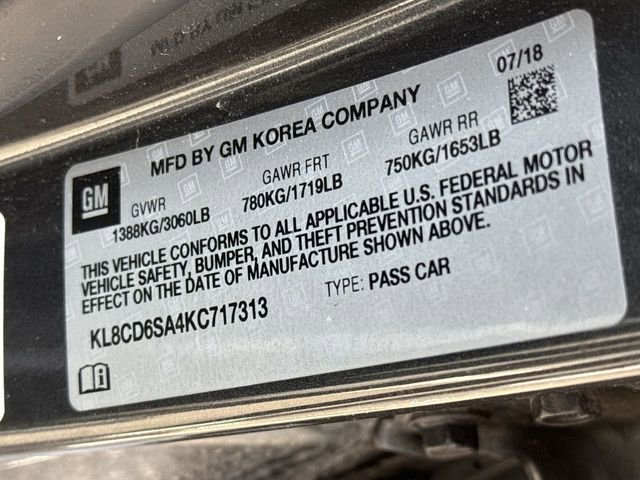 07/18
MFD BY GM KOREA COMPANY
GM
GVWR
1388KG/3060LB
GAWR FRT
780KG/1719LB
GAWR RR
750KG/1653LB
THIS VEHICLE CONFORMS TO ALL APPLICABLE U.S. FEDERAL MOTOR
VEHICLE SAFETY, BUMPER, AND THEFT PREVENTION STANDARDS IN
EFFECT ON THE DATE OF MANUFACTURE SHOWN ABOVE.
KL8CD6SA4KC717313
TYPE: PASS CAR